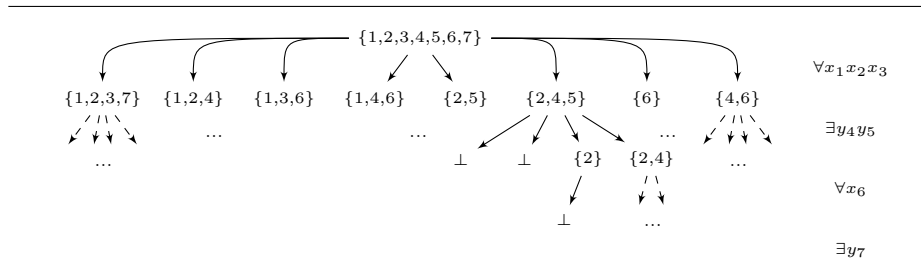 {1,2,3,4,5,6,7}
∀x₁x₂x₃
{1,2,3,7} {1,2,4} {1,3,6} {1,4,6} {2,5} {2,4,5} {6} {4,6}
∃y₄y₅
... ... ...
... ⊥ ⊥ {2} {2,4} ...
∀x₆
⊥ ...
∃y₇